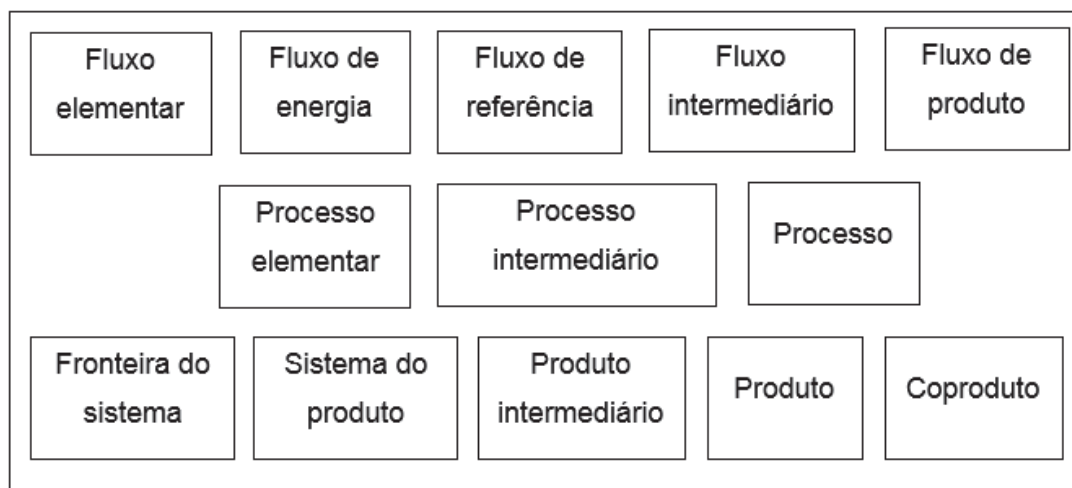 Fluxo
elementar
Fluxo de
energia
Fluxo de
referência
Fluxo
intermediário
Fluxo de
produto
Processo
elementar
Processo
intermediário
Processo
Fronteira do
sistema
Sistema do
produto
Produto
intermediário
Produto
Coproduto